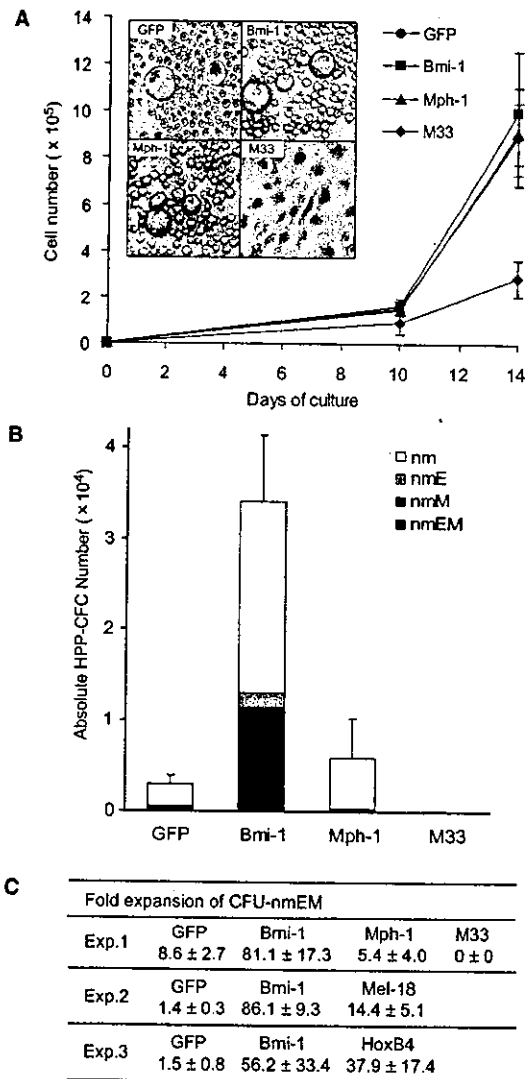 A
14
12
10
8
6
4
2
0
Cell number ( x 10⁵)
GFP
Bmi-1
Mph-1
M33
GFP
Bmi-1
Mph-1
M33
0 2 4 6 8 10 12 14
Days of culture
B
4
3
2
1
0
Absolute HPP-CFC Number ( × 10⁴)
nm
nmE
nmM
nmEM
GFP Bmi-1 Mph-1 M33
C
Fold expansion of CFU-nmEM
GFP Bmi-1 Mph-1 M33
Exp.1 8.6 ± 2.7 81.1 ± 17.3 5.4 ± 4.0 0 ± 0
GFP Bmi-1 Mel-18
Exp.2 1.4 ± 0.3 86.1 ± 9.3 14.4 ± 5.1
GFP Bmi-1 HoxB4
Exp.3 1.5 ± 0.8 56.2 ± 33.4 37.9 ± 17.4